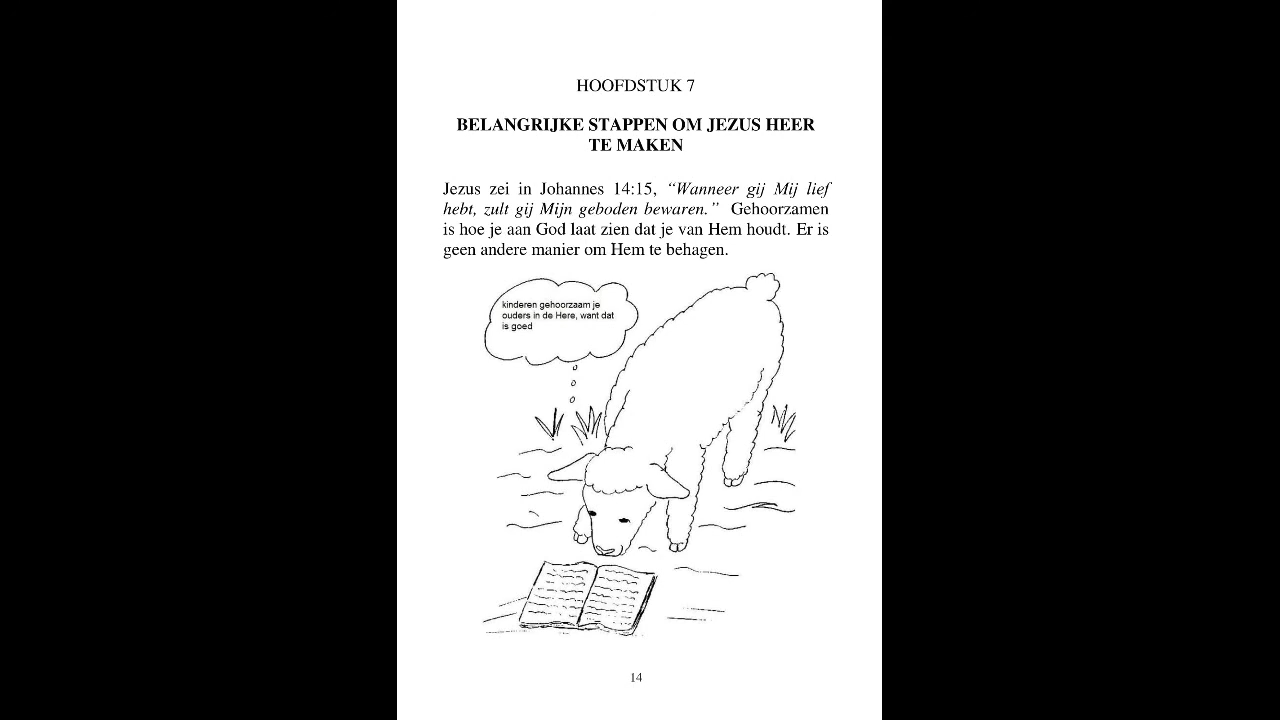 HOOFDSTUK 7
BELANGRIJKE STAPPEN OM JEZUS HEER
TE MAKEN
Jezus zei in Johannes 14:15, “Wanneer gij Mij lief
hebt, zult gij Mijn geboden bewaren.” Gehoorzamen
is hoe je aan God laat zien dat je van Hem houdt. Er is
geen andere manier om Hem te behagen.
kinderen gehoorzaam je
ouders in de Here, want dat
is goed
14